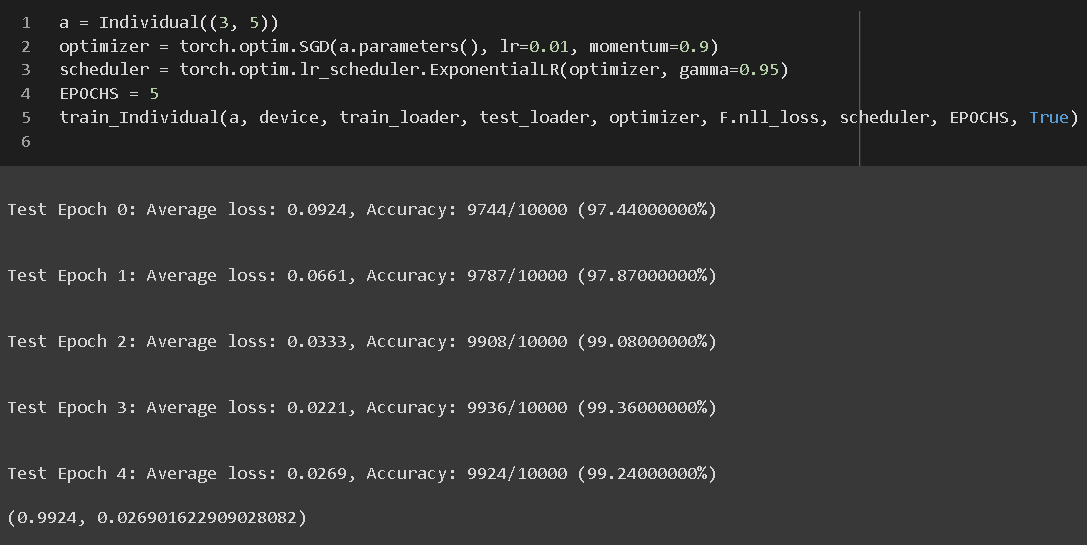 1 a = Individual((3, 5))
2 optimizer = torch.optim.SGD(a.parameters(), lr=0.01, momentum=0.9)
3 scheduler = torch.optim.lr_scheduler.ExponentialLR(optimizer, gamma=0.95)
4 EPOCHS = 5
5 train_Individual(a, device, train_loader, test_loader, optimizer, F.nll_loss, scheduler, EPOCHS, True)
6
Test Epoch 0: Average loss: 0.0924, Accuracy: 9744/10000 (97.44000000%)
Test Epoch 1: Average loss: 0.0661, Accuracy: 9787/10000 (97.87000000%)
Test Epoch 2: Average loss: 0.0333, Accuracy: 9908/10000 (99.08000000%)
Test Epoch 3: Average loss: 0.0221, Accuracy: 9936/10000 (99.36000000%)
Test Epoch 4: Average loss: 0.0269, Accuracy: 9924/10000 (99.24000000%)
(0.9924, 0.026901622909028082)